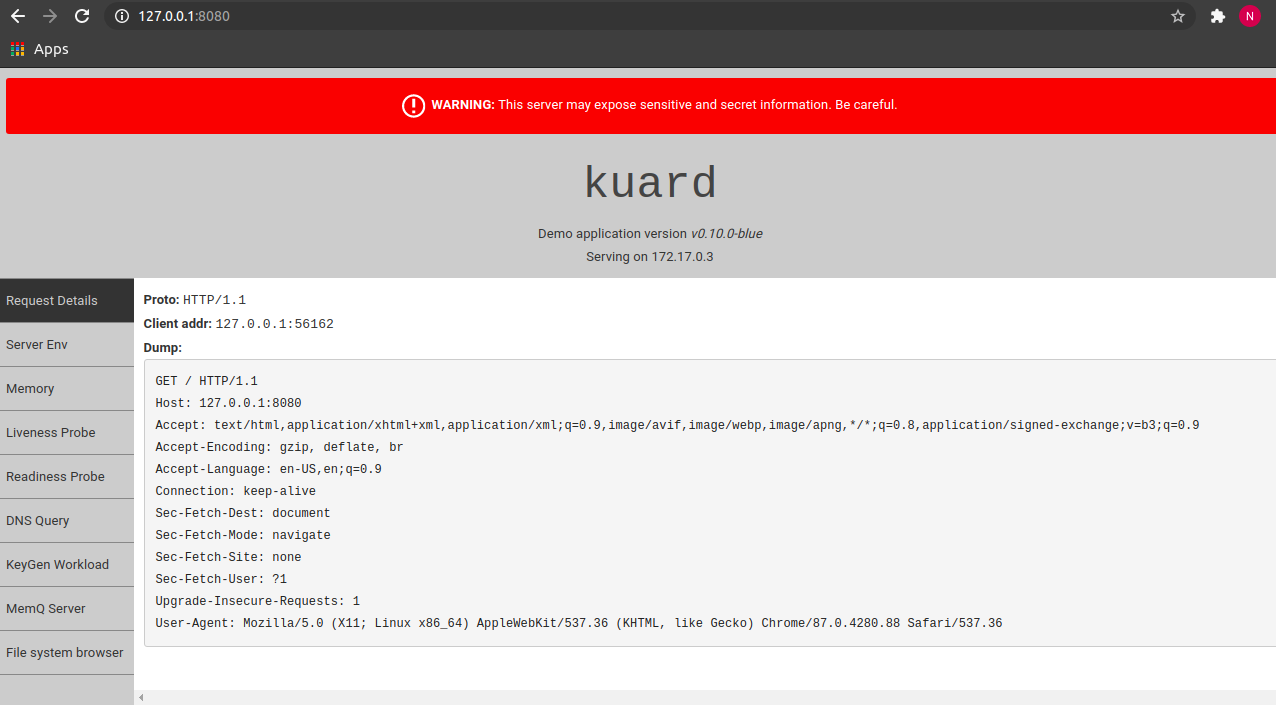 127.0.0.1:8080
N
Apps
WARNING: This server may expose sensitive and secret information. Be careful.
kuard
Demo application version v0.10.0-blue
Serving on 172.17.0.3
Request Details
Server Env
Memory
Liveness Probe
Readiness Probe
DNS Query
KeyGen Workload
MemQ Server
File system browser
Proto: HTTP/1.1
Client addr: 127.0.0.1:56162
Dump:
GET / HTTP/1.1
Host: 127.0.0.1:8080
Accept: text/html,application/xhtml+xml,application/xml;q=0.9,image/avif,image/webp,image/apng,*/*;q=0.8,application/signed-exchange;v=b3;q=0.9
Accept-Encoding: gzip, deflate, br
Accept-Language: en-US,en;q=0.9
Connection: keep-alive
Sec-Fetch-Dest: document
Sec-Fetch-Mode: navigate
Sec-Fetch-Site: none
Sec-Fetch-User: ?1
Upgrade-Insecure-Requests: 1
User-Agent: Mozilla/5.0 (X11; Linux x86_64) AppleWebKit/537.36 (KHTML, like Gecko) Chrome/87.0.4280.88 Safari/537.36